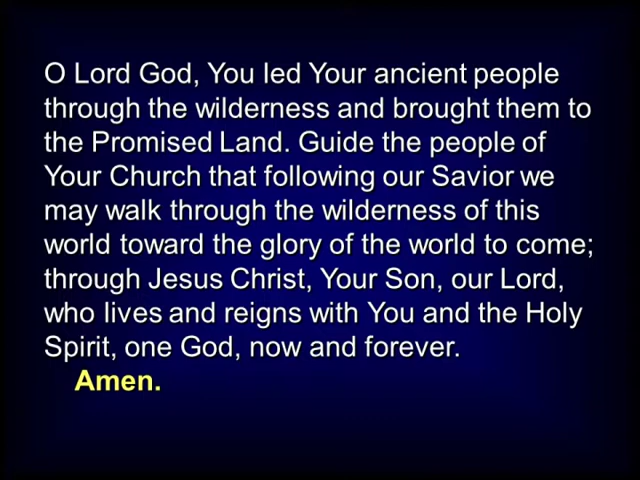 O Lord God, You led Your ancient people
through the wilderness and brought them to
the Promised Land. Guide the people of
Your Church that following our Savior we
may walk through the wilderness of this
world toward the glory of the world to come;
through Jesus Christ, Your Son, our Lord,
who lives and reigns with You and the Holy
Spirit, one God, now and forever.
Amen.